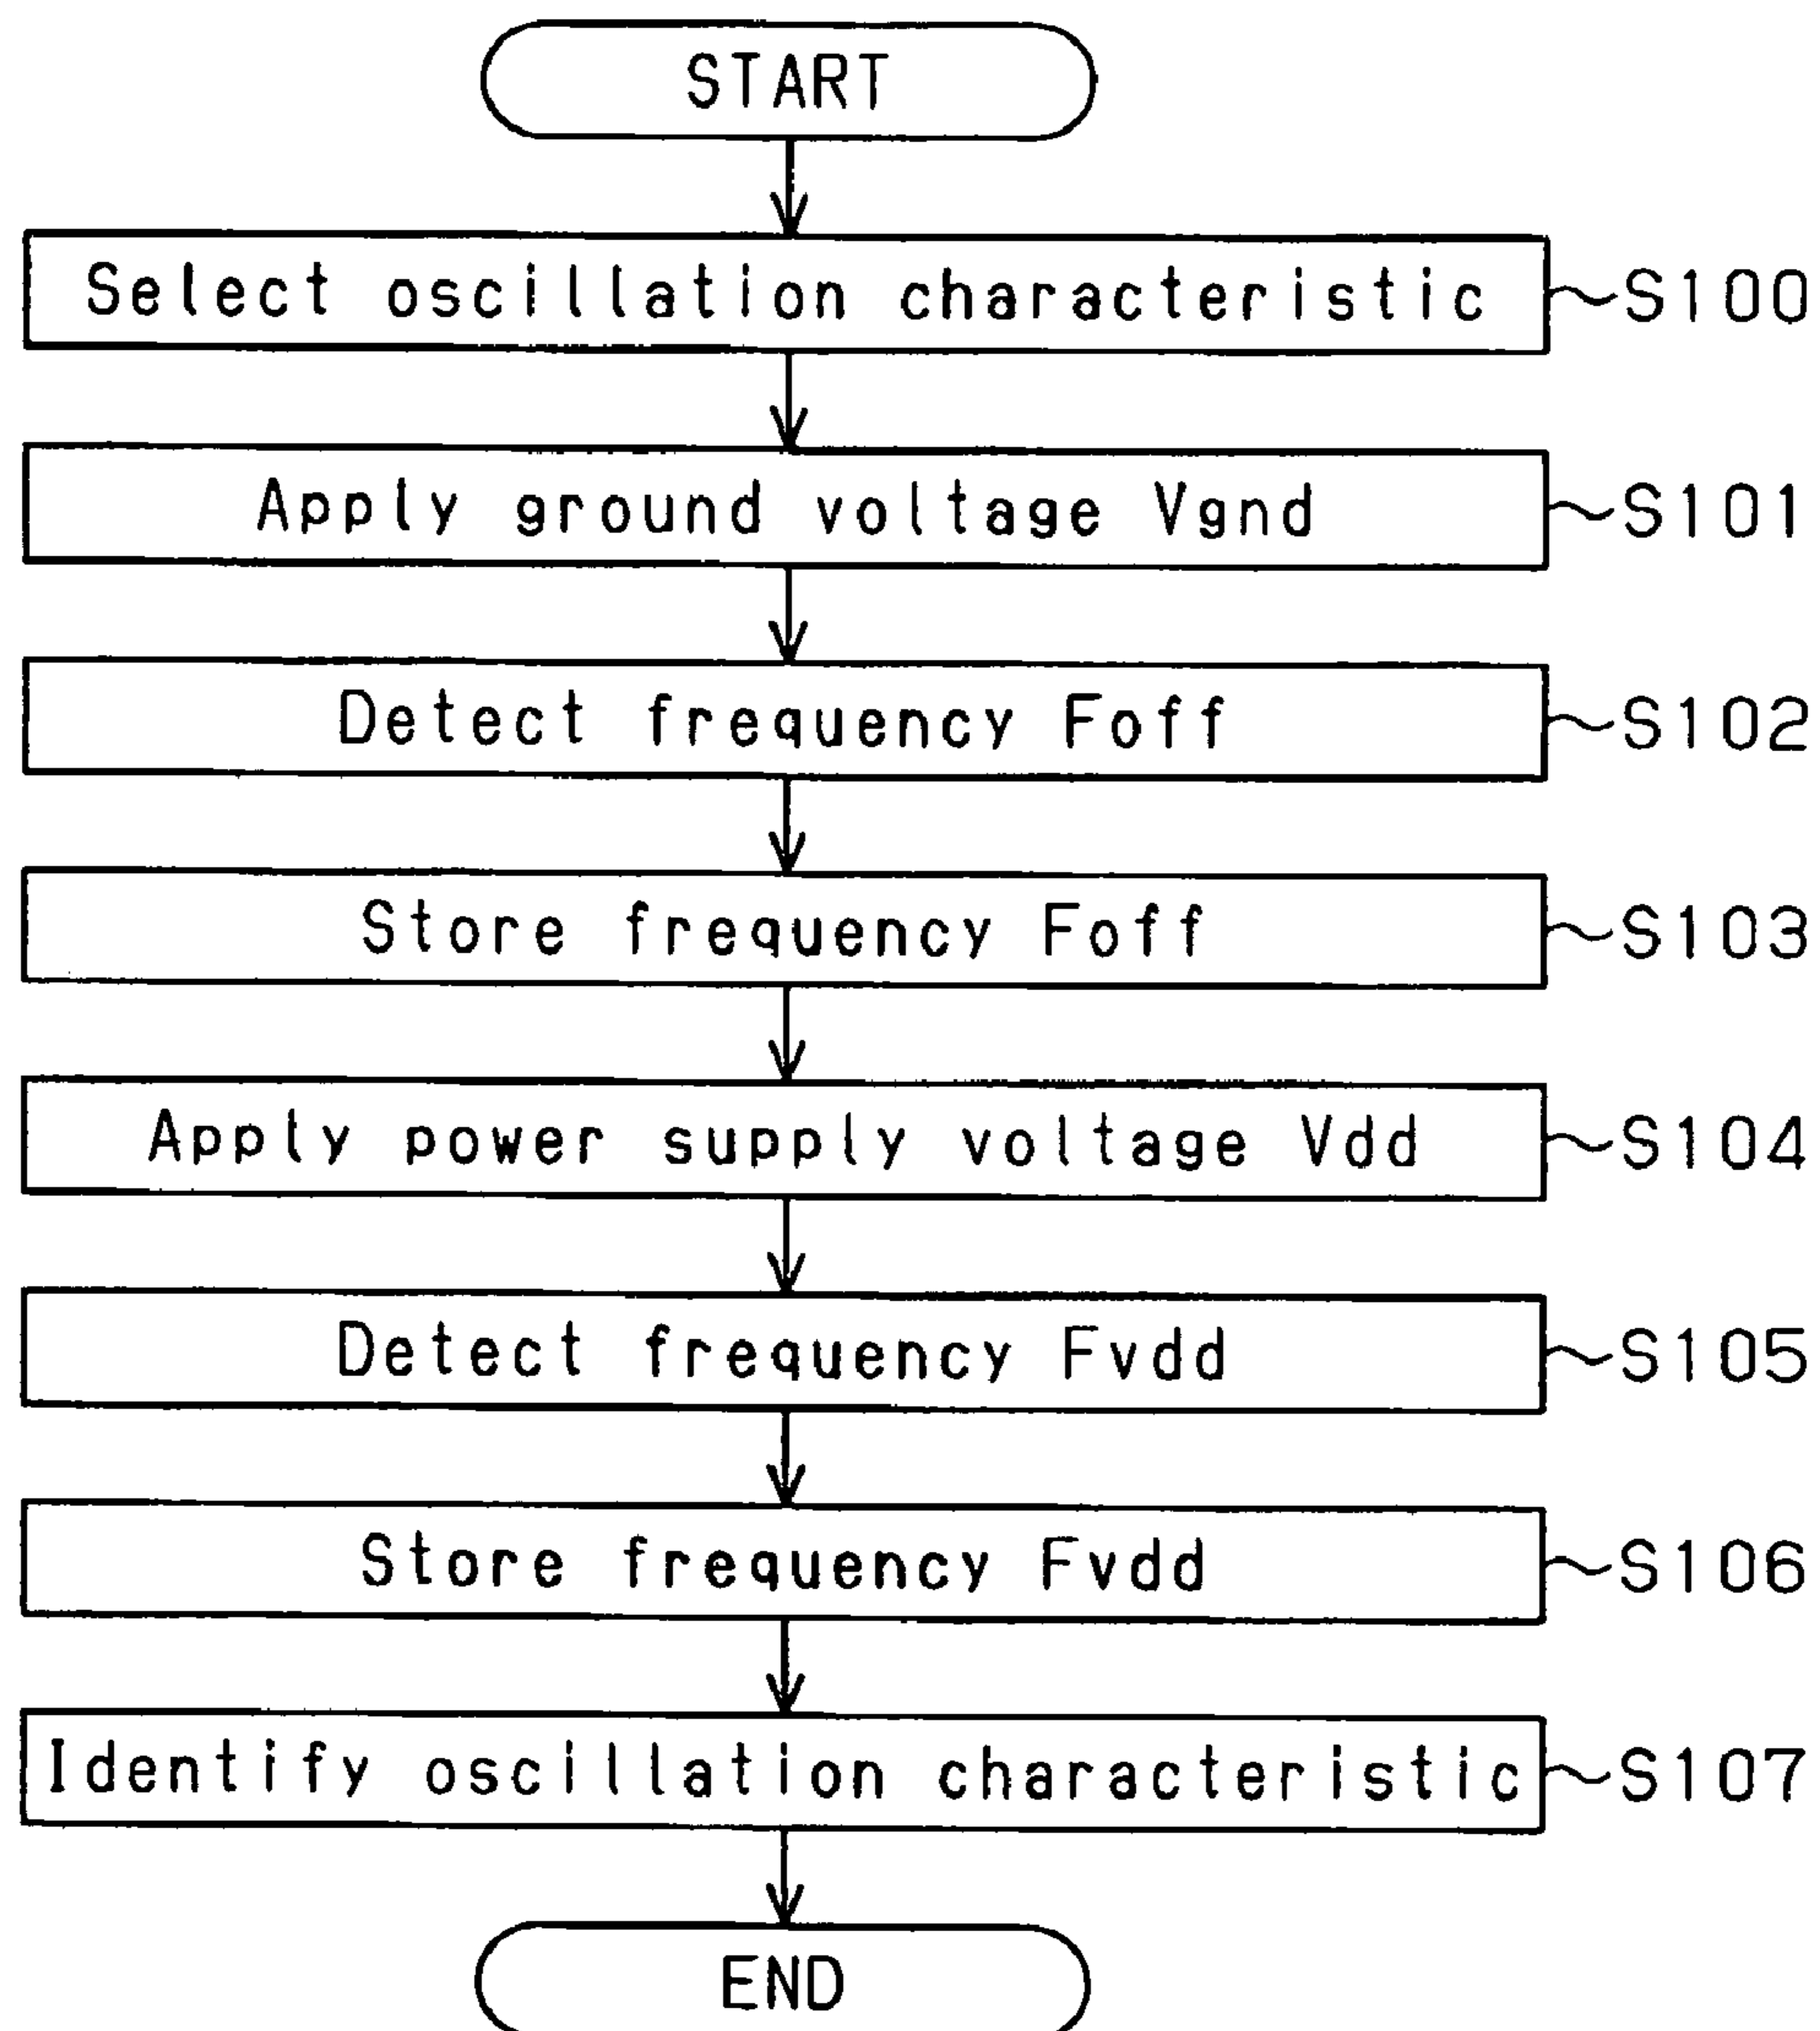 START
Select oscillation characteristic S100
Apply ground voltage Vgnd S101
Detect frequency Foff S102
Store frequency Foff S103
Apply power supply voltage Vdd S104
Detect frequency Fvdd S105
Store frequency Fvdd S106
Identify oscillation characteristic S107
END